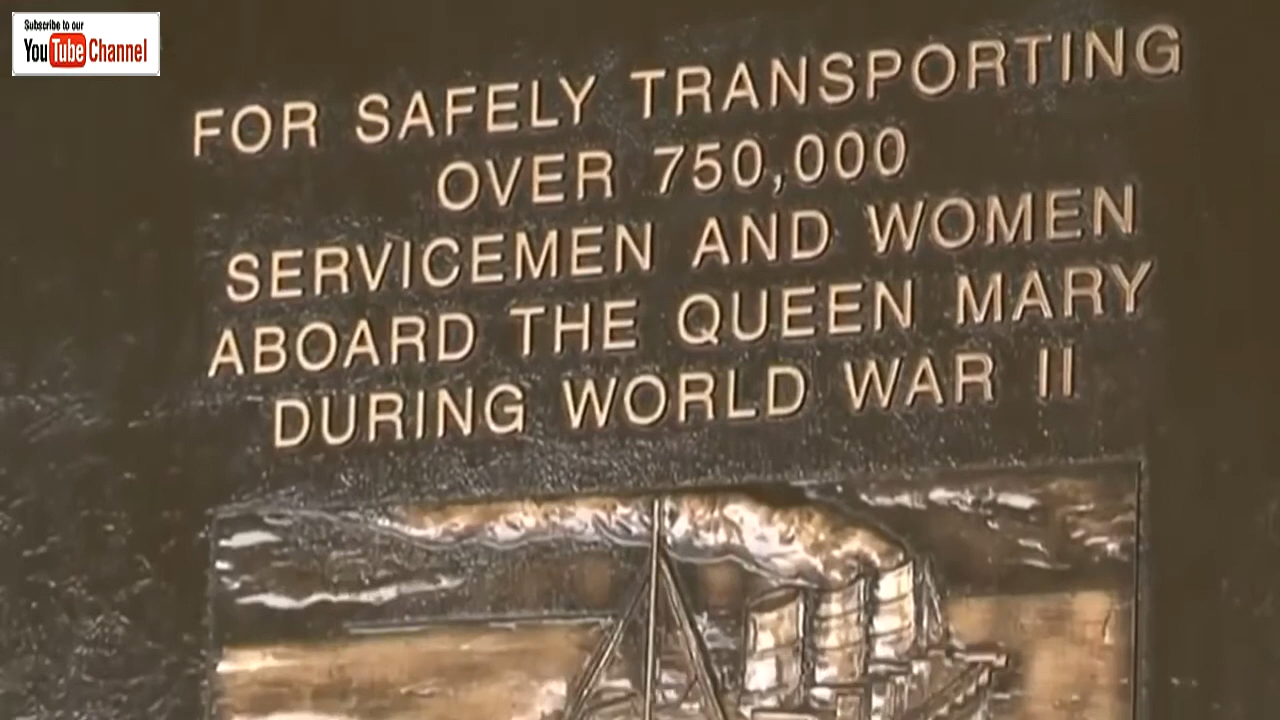 Subscribe to our
YouTube Channel
FOR SAFELY TRANSPORTING
OVER 750,000
SERVICEMEN AND WOMEN
ABOARD THE QUEEN MARY
DURING WORLD WAR II